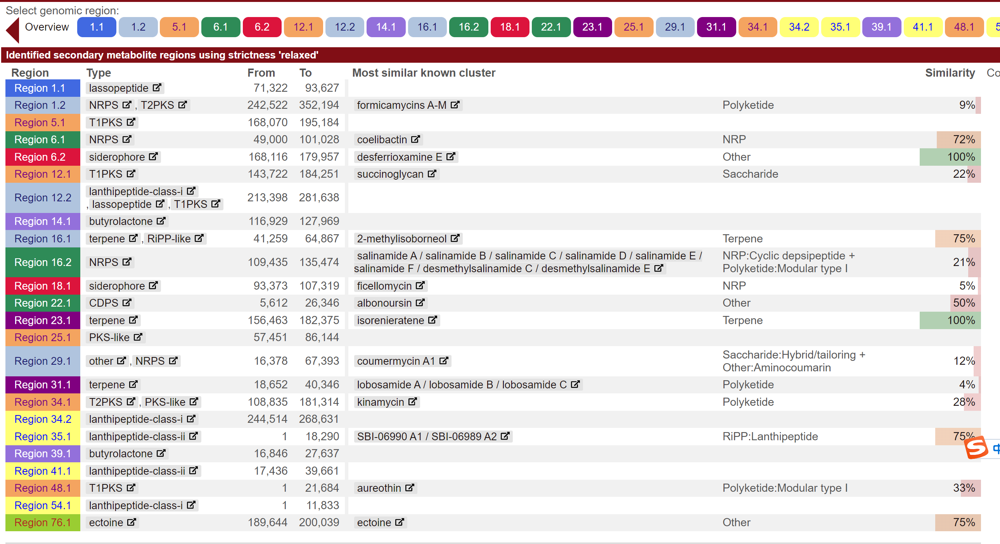 Select genomic region:
Overview 1.1 1.2 5.1 6.1 6.2 12.1 12.2 14.1 16.1 16.2 18.1 22.1 23.1 25.1 29.1 31.1 34.1 34.2 35.1 39.1 41.1 48.1
Identified secondary metabolite regions using strictness 'relaxed'
Region Type From To Most similar known cluster Similarity
Region 1.1 lassopeptide 71,322 93,627
Region 1.2 NRPS , T2PKS 242,522 352,194 formicamycins A-M Polyketide 9%
Region 5.1 T1PKS 168,070 195,184
Region 6.1 NRPS 49,000 101,028 coelibactin NRP 72%
Region 6.2 siderophore 168,116 179,957 desferrioxamine E Other 100%
Region 12.1 T1PKS 143,722 184,251 succinoglycan Saccharide 22%
Region 12.2 lanthipeptide-class-i
, lassopeptide , T1PKS 213,398 281,638
Region 14.1 butyrolactone 116,929 127,969
Region 16.1 terpene , RiPP-like 41,259 64,867 2-methylisoborneol Terpene 75%
Region 16.2 NRPS 109,435 135,474 salinamide A / salinamide B / salinamide C / salinamide D / salinamide E /
salinamide F / desmethylsalinamide C / desmethylsalinamide E NRP:Cyclic depsipeptide +
Polyketide:Modular type I 21%
Region 18.1 siderophore 93,373 107,319 ficellomycin NRP 5%
Region 22.1 CDPS 5,612 26,346 albonoursin Other 50%
Region 23.1 terpene 156,463 182,375 isorenieratene Terpene 100%
Region 25.1 PKS-like 57,451 86,144
Region 29.1 other , NRPS 16,378 67,393 coumermycin A1 Saccharide:Hybrid/tailoring +
Other:Aminocoumarin 12%
Region 31.1 terpene 18,652 40,346 lobosamide A / lobosamide B / lobosamide C Polyketide 4%
Region 34.1 T2PKS , PKS-like 108,835 181,314 kinamycin Polyketide 28%
Region 34.2 lanthipeptide-class-i 244,514 268,631
Region 35.1 lanthipeptide-class-ii 1 18,290 SBI-06990 A1 / SBI-06989 A2 RiPP:Lanthipeptide 75%
Region 39.1 butyrolactone 16,846 27,637
Region 41.1 lanthipeptide-class-ii 17,436 39,661
Region 48.1 T1PKS 1 21,684 aureothin Polyketide:Modular type I 33%
Region 54.1 lanthipeptide-class-i 1 11,833
Region 76.1 ectoine 189,644 200,039 ectoine Other 75%